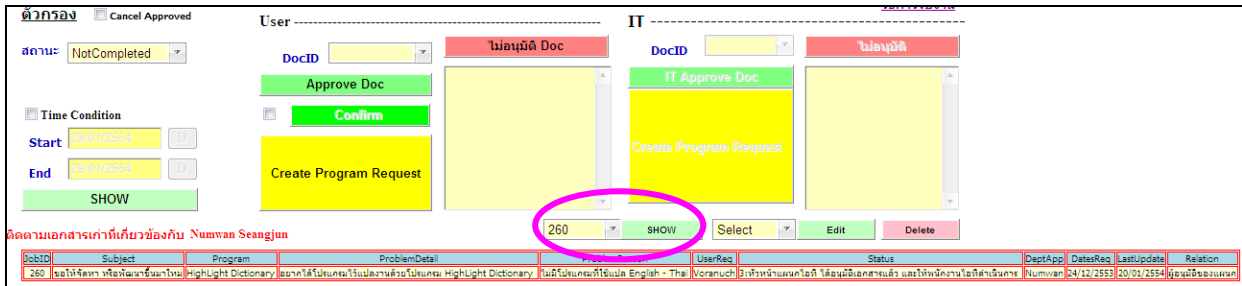 ตัวกรอง Cancel Approved
User
IT
สถานะ NotCompleted
DocID
ไม่อนุมัติ Doc
DocID
ไม่อนุมัติ
Approve Doc
IT Approve Doc
Time Condition
Confirm
Start 29/01/2554 D
Create Program Request
Create Program Request
End 29/01/2554 D
SHOW
260 SHOW Select Edit Delete
ติดตามเอกสารเก่าที่เกี่ยวข้องกับ Numwan Seangjun
JobID Subject Program ProblemDetail UserReq Status DeptApp DatesReq LastUpdate Relation
260 ขอให้จัดหา หรือพัฒนาขึ้นมาใหม่ HighLight Dictionary อยากได้โปรแกรมไว้แปลงานด้วยโปรแกรม HighLight Dictionary ไม่มีโปรแกรมที่ใช้แปล English - Thai Voranuch 3:หัวหน้าแผนกไอที ได้อนุมัติเอกสารแล้ว และให้พนักงานไอทีดำเนินการ Numwan 24/12/2553 20/01/2554 ผู้อนุมัติของแผนก